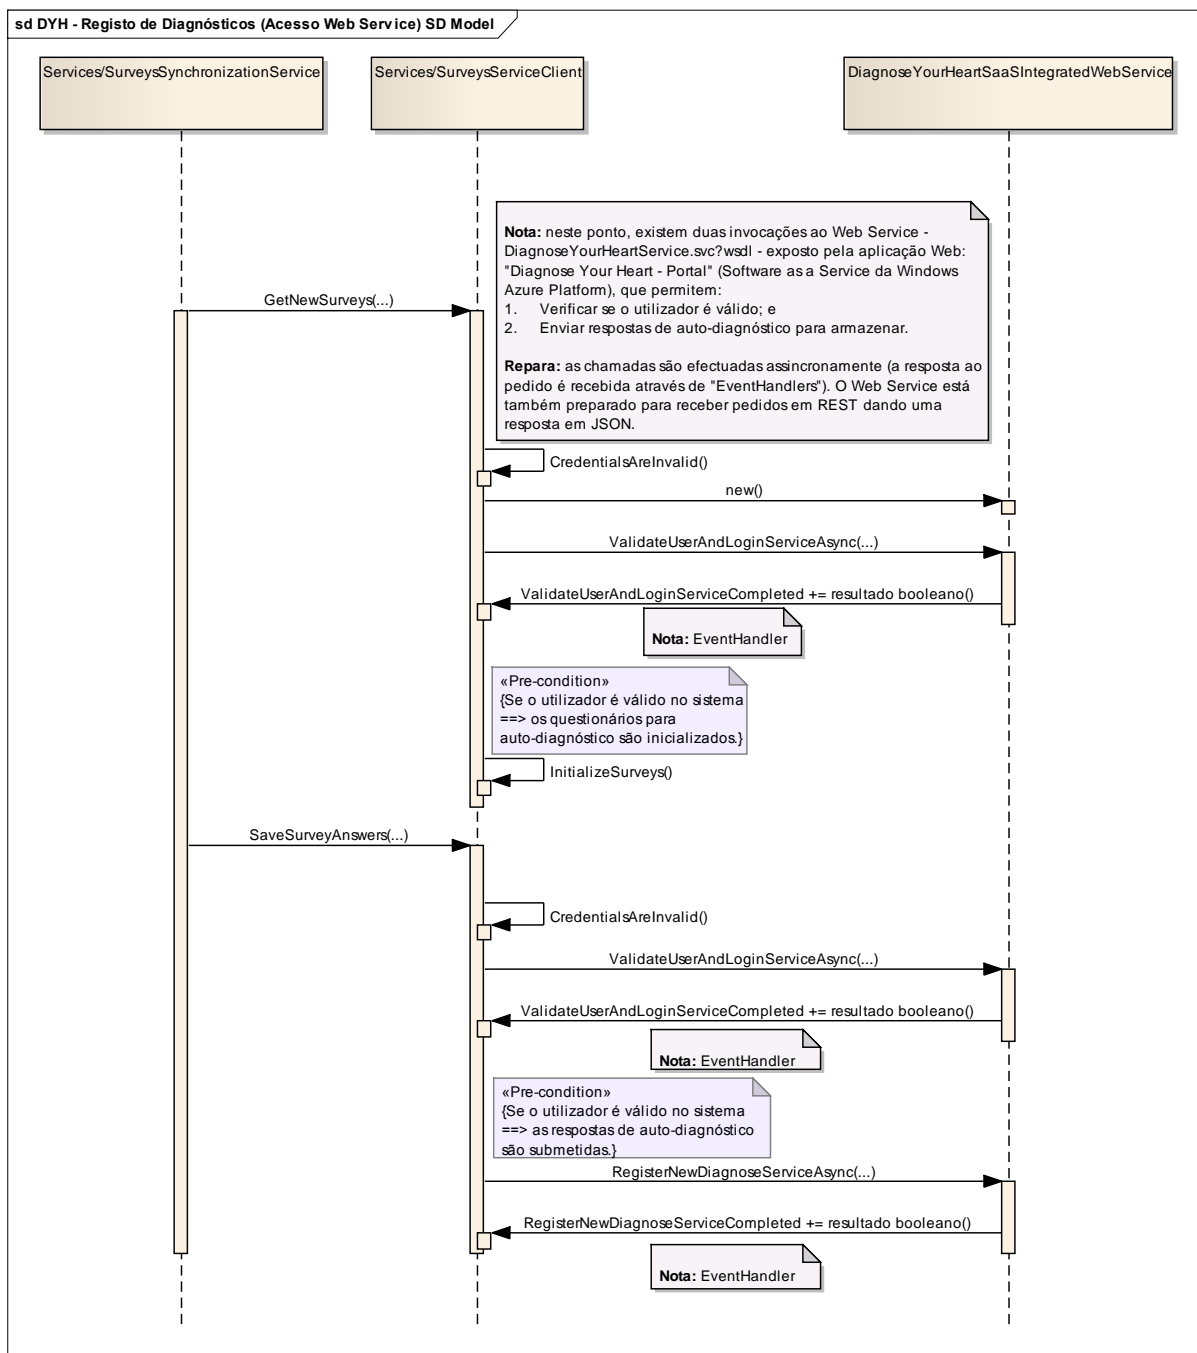 sd DYH - Registo de Diagnósticos (Acesso Web Service) SD Model
Services/SurveysSynchronizationService
Services/SurveysServiceClient
DiagnoseYourHeartSaaSIntegratedWebService
Nota: neste ponto, existem duas invocações ao Web Service -
DiagnoseYourHeartService.svc?wsdl - exposto pela aplicação Web:
"Diagnose Your Heart - Portal" (Software as a Service da Windows
Azure Platform), que permitem:
1. Verificar se o utilizador é válido; e
2. Enviar respostas de auto-diagnóstico para armazenar.
Repara: as chamadas são efectuadas assincronamente (a resposta ao
pedido é recebida através de "EventHandlers"). O Web Service está
também preparado para receber pedidos em REST dando uma
resposta em JSON.
GetNewSurveys(...)
CredentialsAreInvalid()
new()
ValidateUserAndLoginServiceAsync(...)
ValidateUserAndLoginServiceCompleted += resultado booleano()
Nota: EventHandler
«Pre-condition»
{Se o utilizador é válido no sistema
==> os questionários para
auto-diagnóstico são inicializados.}
InitializeSurveys()
SaveSurveyAnswers(...)
CredentialsAreInvalid()
ValidateUserAndLoginServiceAsync(...)
ValidateUserAndLoginServiceCompleted += resultado booleano()
Nota: EventHandler
«Pre-condition»
{Se o utilizador é válido no sistema
==> as respostas de auto-diagnóstico
são submetidas.}
RegisterNewDiagnoseServiceAsync(...)
RegisterNewDiagnoseServiceCompleted += resultado booleano()
Nota: EventHandler